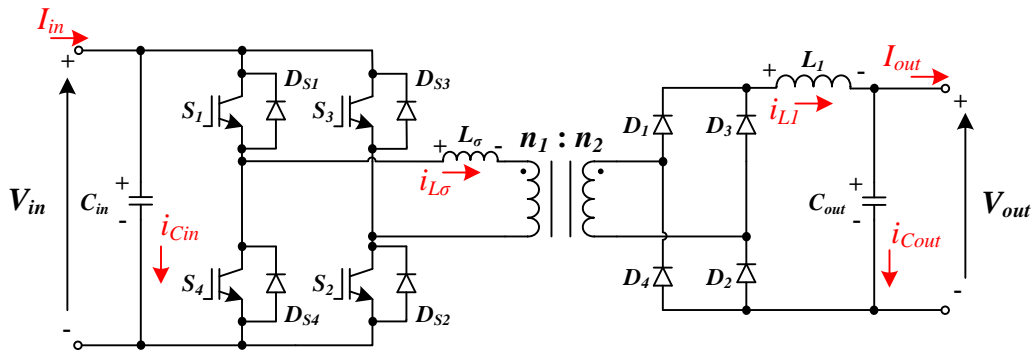 I_in
+
V_in
-
C_in
+
-
i_Cin
S_1
D_S1
S_3
D_S3
S_4
D_S4
S_2
D_S2
+ L_σ -
i_Lσ
n_1 : n_2
D_1
D_3
D_4
D_2
+ L_1 -
i_L1
I_out
C_out
+
-
i_Cout
+
V_out
-